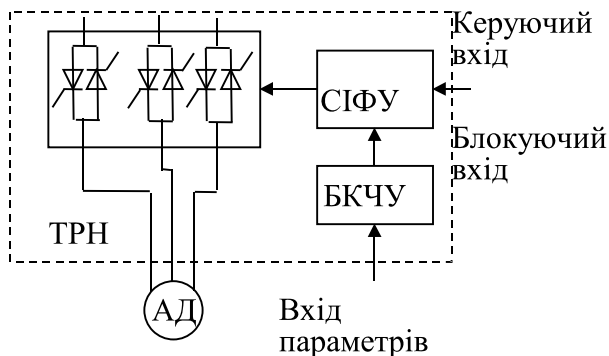 Керуючий
вхід
СІФУ
Блокуючий
вхід
БКЧУ
ТРН
АД
Вхід
параметрів